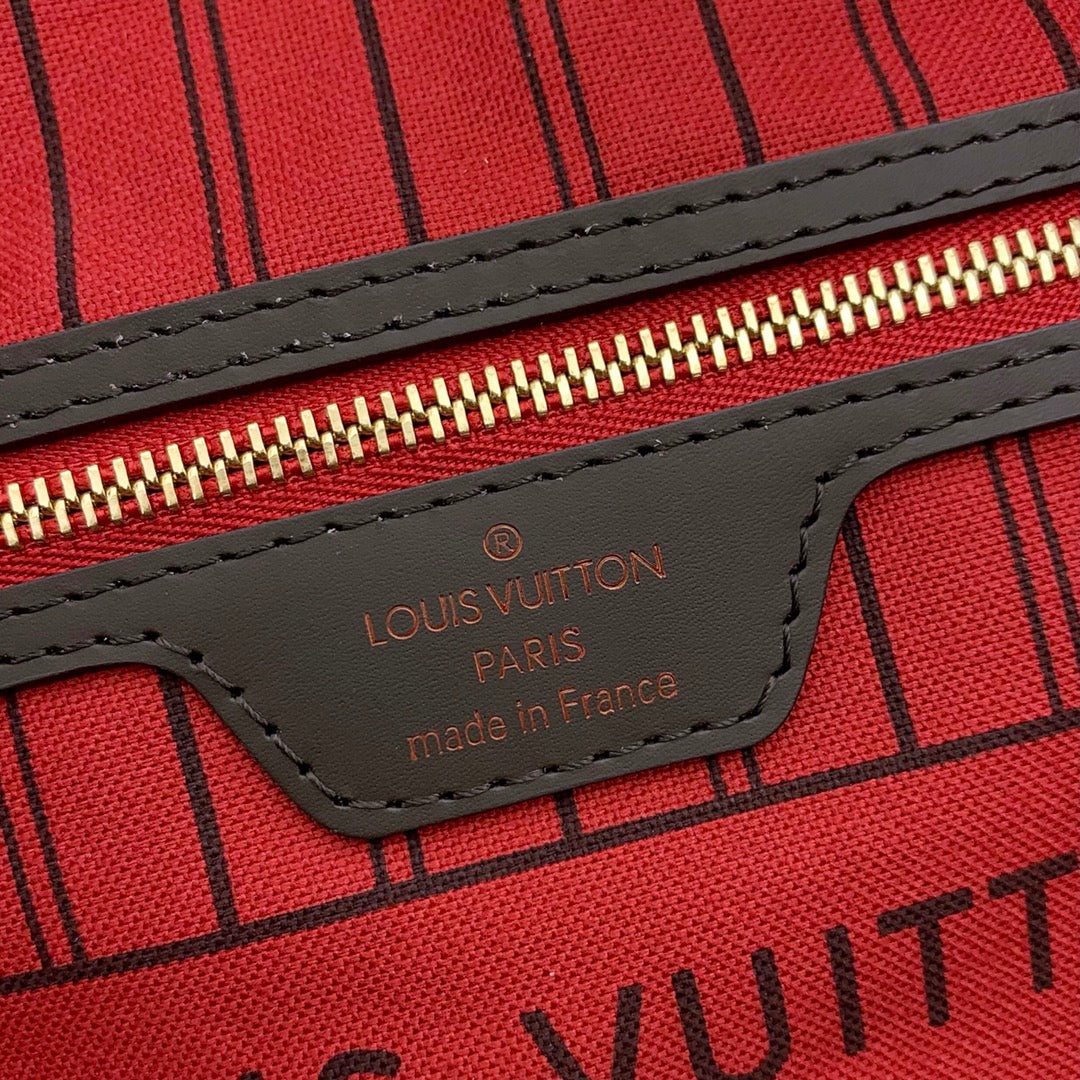 ®
LOUIS VUITTON
PARIS
made in France
S VUITT